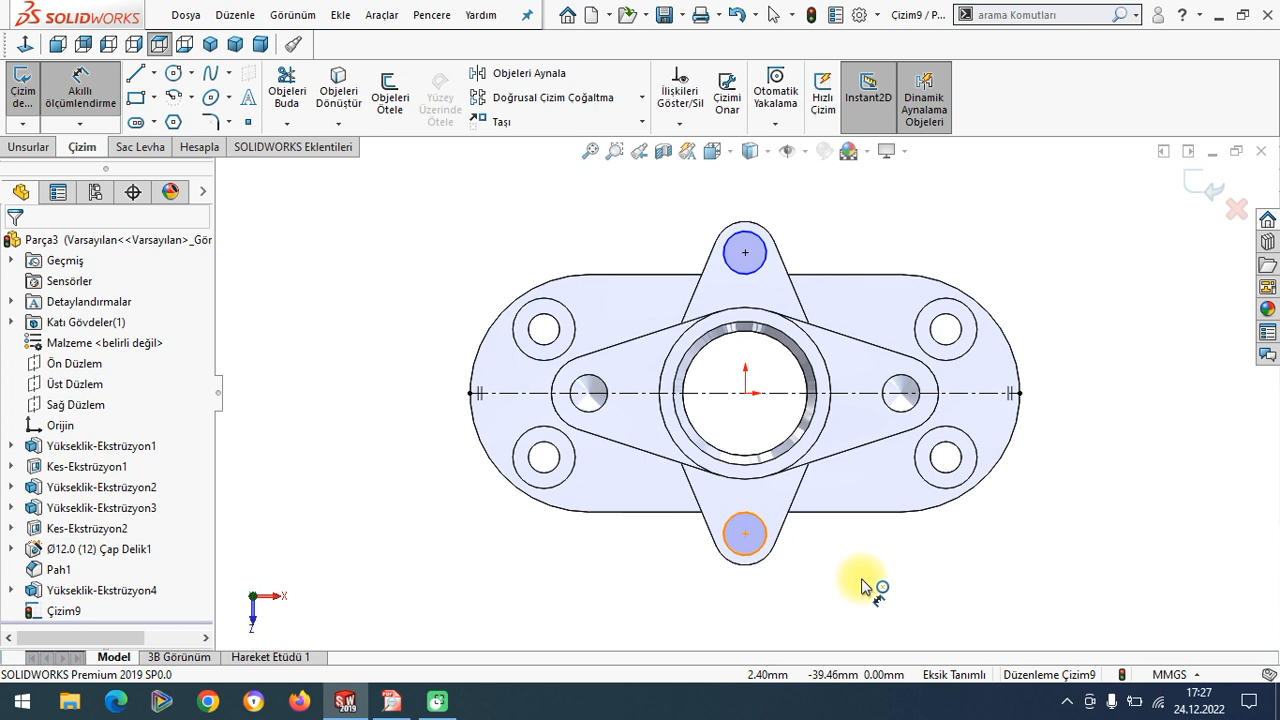 SOLIDWORKS
Dosya Düzenle Görünüm Ekle Araçlar Pencere Yardım
Çizim9 / P...
arama Komutları
?
Çizim de...
Akıllı ölçümlendirme
Objeleri Buda
Objeleri Dönüştür
Objeleri Ötele
Yüzey Üzerinde Ötele
Objeleri Aynala
Doğrusal Çizim Çoğaltma
Taşı
İlişkileri Göster/Sil
Çizimi Onar
Otomatik Yakalama
Hızlı Çizim
Instant2D
Dinamik Aynalama Objeleri
Unsurlar Çizim Sac Levha Hesapla SOLIDWORKS Eklentileri
Parça3 (Varsayılan<<Varsayılan>_Gör
Geçmiş
Sensörler
Detaylandırmalar
Katı Gövdeler(1)
Malzeme <belirli değil>
Ön Düzlem
Üst Düzlem
Sağ Düzlem
Orijin
Yükseklik-Ekstrüzyon1
Kes-Ekstrüzyon1
Yükseklik-Ekstrüzyon2
Yükseklik-Ekstrüzyon3
Kes-Ekstrüzyon2
Ø12.0 (12) Çap Delik1
Pah1
Yükseklik-Ekstrüzyon4
Çizim9
X
Z
Model 3B Görünüm Hareket Etüdü 1
SOLIDWORKS Premium 2019 SP0.0
2.40mm -39.46mm 0.00mm Eksik Tanımlı Düzenleme Çizim9 MMGS
17:27
24.12.2022